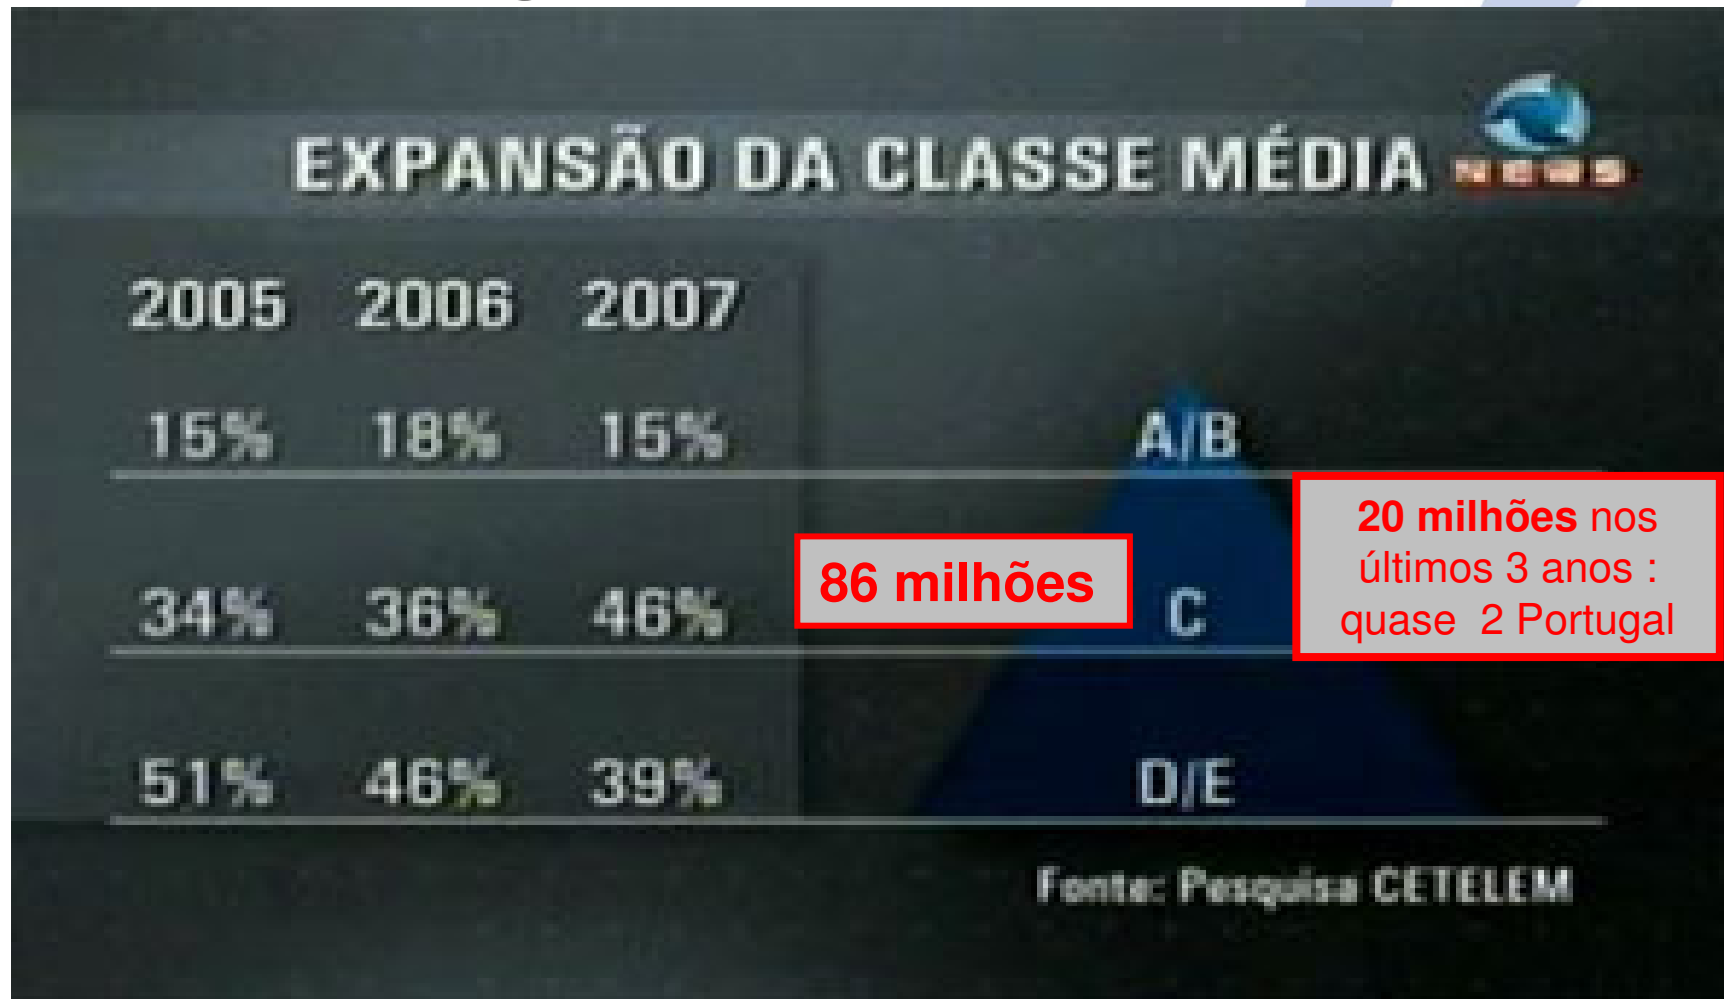 EXPANSÃO DA CLASSE MÉDIA
NEWS
2005 2006 2007
15% 18% 15% A/B
34% 36% 46% C
86 milhões
20 milhões nos
últimos 3 anos :
quase 2 Portugal
51% 46% 39% D/E
Fonte: Pesquisa CETELEM